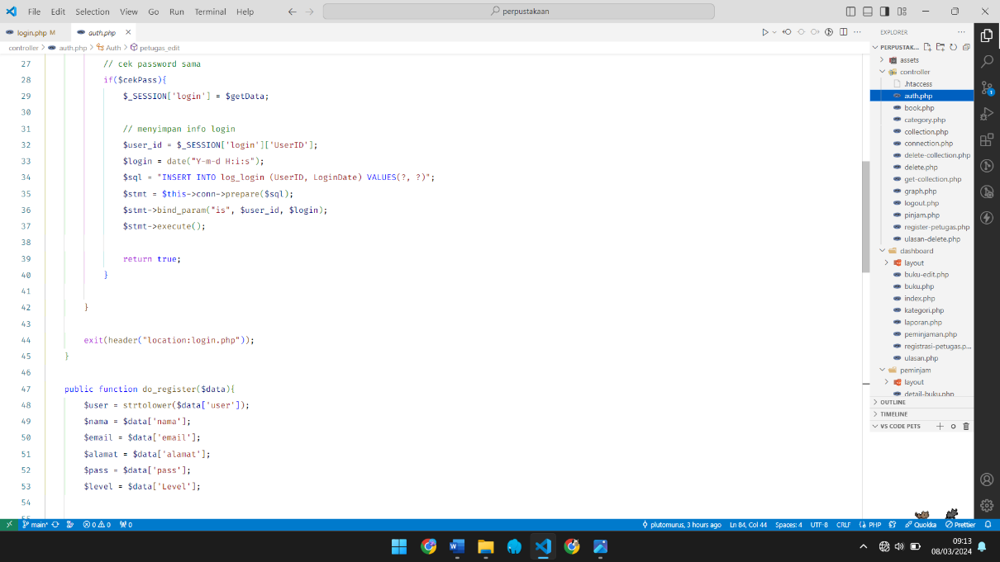 File Edit Selection View Go Run Terminal Help perpustakaan
login.php M auth.php
controller > auth.php > Auth > petugas_edit
27 // cek password sama
28 if($cekPass){
29 $_SESSION['login'] = $getData;
30
31 // menyimpan info login
32 $user_id = $_SESSION['login']['UserID'];
33 $login = date("Y-m-d H:i:s");
34 $sql = "INSERT INTO log_login (UserID, LoginDate) VALUES(?, ?)";
35 $stmt = $this->conn->prepare($sql);
36 $stmt->bind_param("is", $user_id, $login);
37 $stmt->execute();
38
39 return true;
40 }
41
42 }
43
44 exit(header("location:login.php"));
45 }
46
47 public function do_register($data){
48 $user = strtolower($data['user']);
49 $nama = $data['nama'];
50 $email = $data['email'];
51 $alamat = $data['alamat'];
52 $pass = $data['pass'];
53 $level = $data['Level'];
54
55
EXPLORER
PERPUSTAK...
assets
controller
.htaccess
auth.php
book.php
category.php
collection.php
connection.php
delete-collection.php
delete.php
get-collection.php
graph.php
logout.php
pinjam.php
register-petugas.php
ulasan-delete.php
dashboard
layout
buku-edit.php
buku.php
index.php
kategori.php
laporan.php
peminjaman.php
registrasi-petugas.p...
ulasan.php
peminjam
layout
detail-buku.php
OUTLINE
TIMELINE
VS CODE PETS
1
main* 0 0 0 plutomurus, 3 hours ago Ln 84, Col 44 Spaces: 4 UTF-8 CRLF PHP Quokka Prettier
09:13
08/03/2024